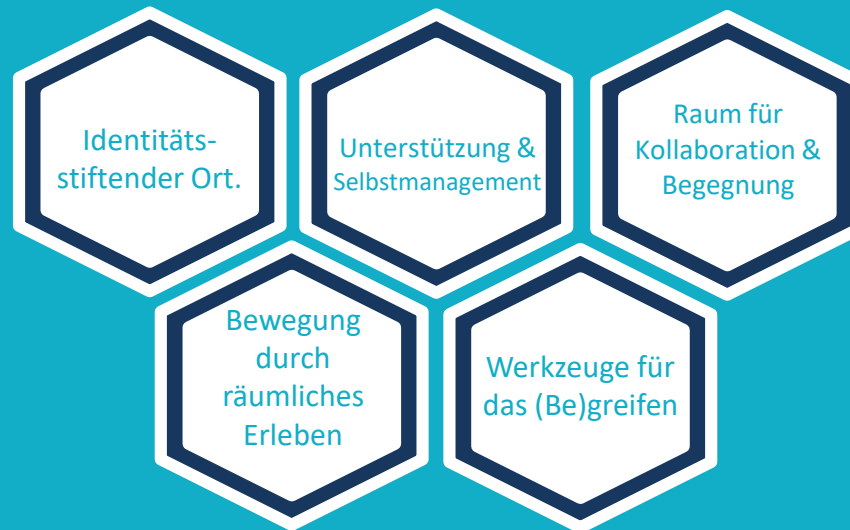 Identitäts-
stiftender Ort.
Unterstützung &
Selbstmanagement
Raum für
Kollaboration &
Begegnung
Bewegung
durch
räumliches
Erleben
Werkzeuge für
das (Be)greifen